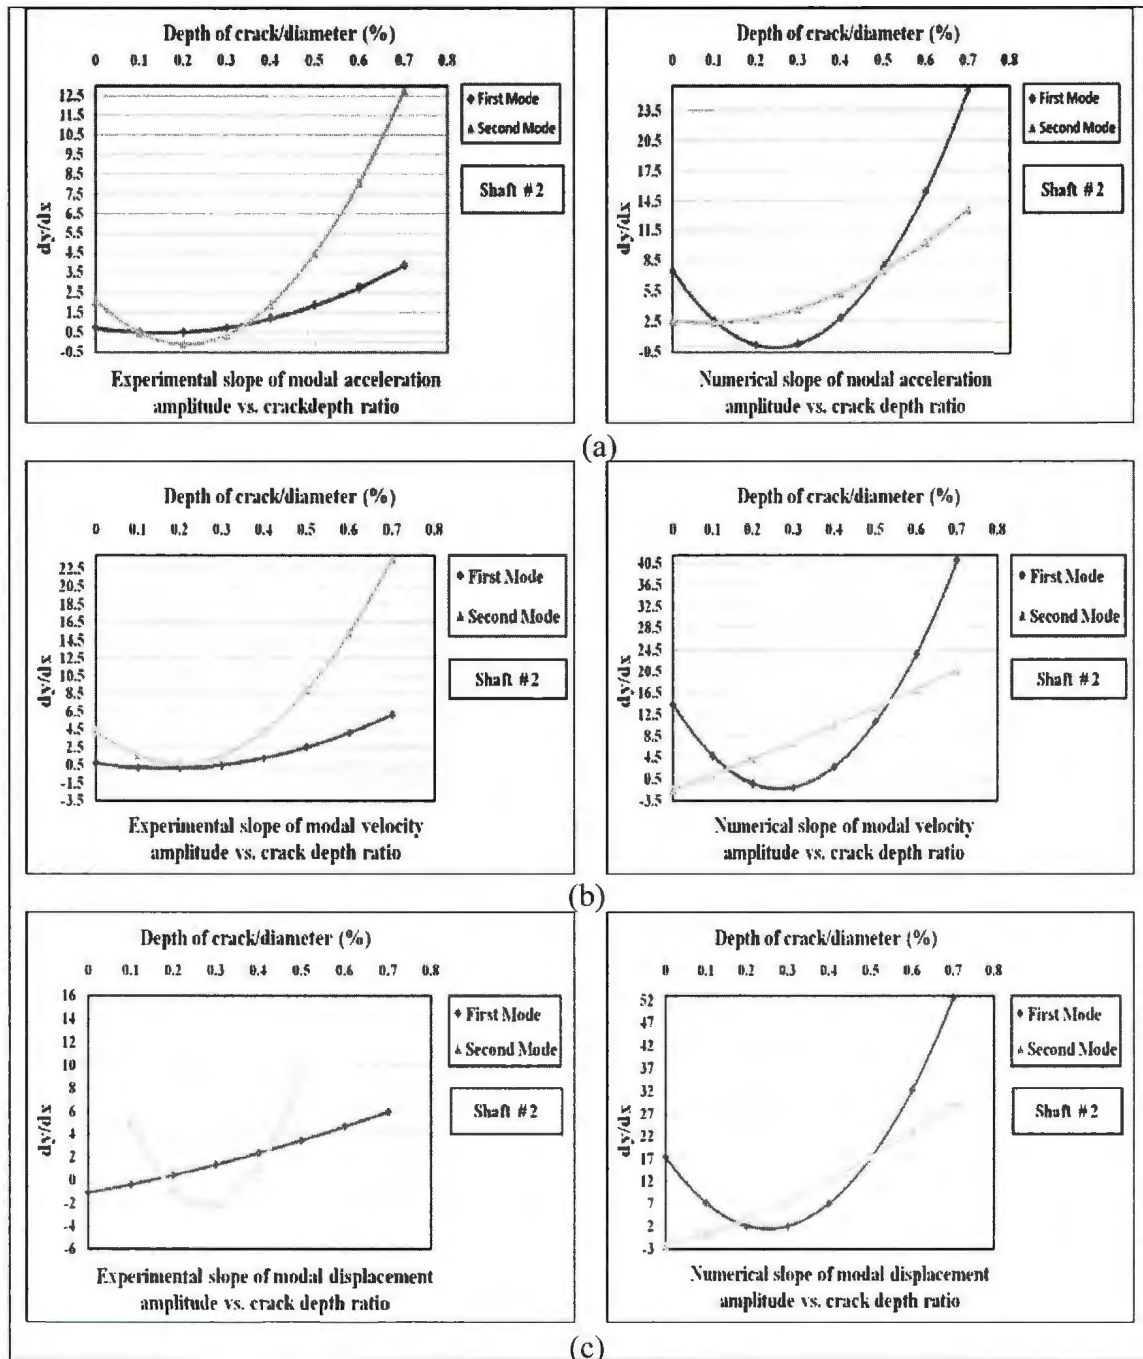 Depth of crack/diameter (%)
0 0.1 0.2 0.3 0.4 0.5 0.6 0.7 0.8
12.5
11.5
10.5
9.5
8.5
7.5
6.5
5.5
4.5
3.5
2.5
1.5
0.5
-0.5
dy/dx
First Mode
Second Mode
Shaft #2
Experimental slope of modal acceleration
amplitude vs. crackdepth ratio
Depth of crack/diameter (%)
0 0.1 0.2 0.3 0.4 0.5 0.6 0.7 0.8
23.5
20.5
17.5
14.5
11.5
8.5
5.5
2.5
-0.5
dy/dx
First Mode
Second Mode
Shaft #2
Numerical slope of modal acceleration
amplitude vs. crack depth ratio
(a)
Depth of crack/diameter (%)
0 0.1 0.2 0.3 0.4 0.5 0.6 0.7 0.8
22.5
20.5
18.5
16.5
14.5
12.5
10.5
8.5
6.5
4.5
2.5
0.5
-1.5
-3.5
dy/dx
First Mode
Second Mode
Shaft #2
Experimental slope of modal velocity
amplitude vs. crack depth ratio
Depth of crack/diameter (%)
0 0.1 0.2 0.3 0.4 0.5 0.6 0.7 0.8
40.5
36.5
32.5
28.5
24.5
20.5
16.5
12.5
8.5
4.5
0.5
-3.5
dy/dx
First Mode
Second Mode
Shaft #2
Numerical slope of modal velocity
amplitude vs. crack depth ratio
(b)
Depth of crack/diameter (%)
0 0.1 0.2 0.3 0.4 0.5 0.6 0.7 0.8
16
14
12
10
8
6
4
2
0
-2
-4
-6
dy/dx
First Mode
Second Mode
Shaft #2
Experimental slope of modal displacement
amplitude vs. crack depth ratio
Depth of crack/diameter (%)
0 0.1 0.2 0.3 0.4 0.5 0.6 0.7 0.8
52
47
42
37
32
27
22
17
12
7
2
-3
dy/dx
First Mode
Second Mode
Shaft #2
Numerical slope of modal displacement
amplitude vs. crack depth ratio
(c)